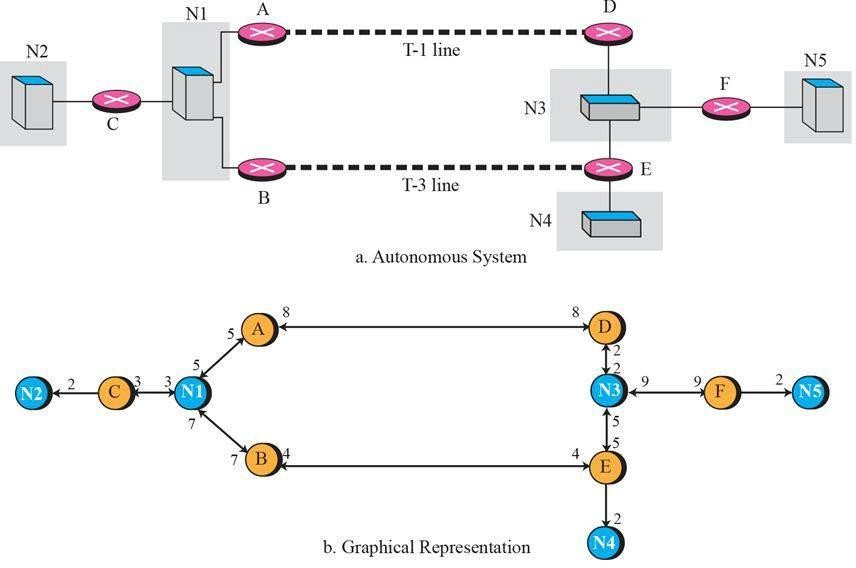 A
D
N1
N2
T-1 line
N5
F
N3
C
E
T-3 line
B
N4
a. Autonomous System
8
8
A
D
5
2
5
2
N2
2
C
3
3
N1
N3
9
9
F
2
N5
7
5
7
B
4
4
5
E
2
N4
b. Graphical Representation